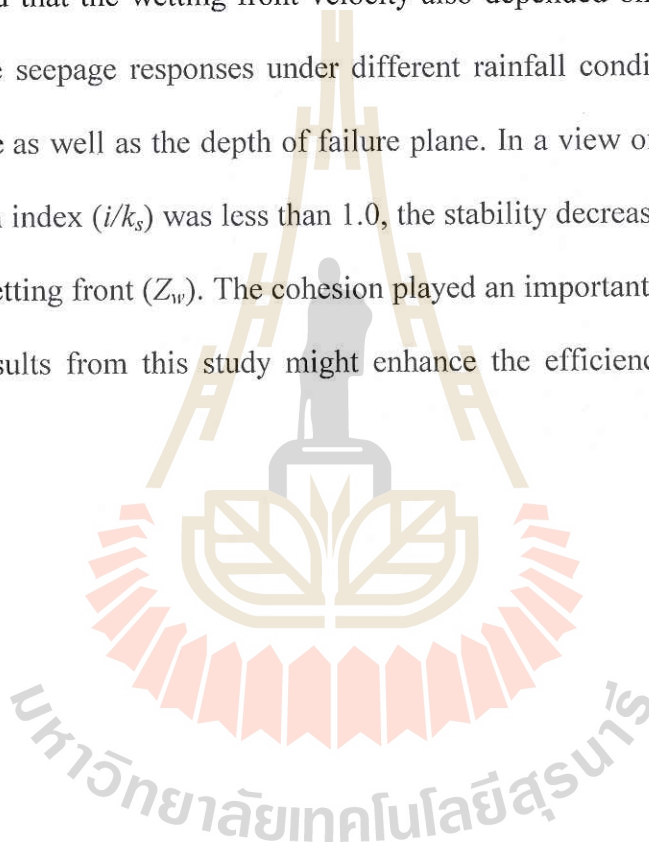 that the wetting front velocity also depended on
seepage responses under different rainfall condi
as well as the depth of failure plane. In a view o
index (i/ks) was less than 1.0, the stability decreas
etting front (Zw). The cohesion played an important
sults from this study might enhance the efficienc
มหาวิทยาลัยเทคโนโลยีสุรนารี